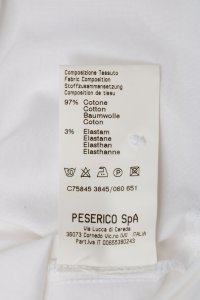 Composizione Tessuto
Fabric Composition
Stoffzusammensetzung
Composition de tissu
97% Cotone
Cotton
Baumwolle
Coton
3% Elastam
Elastane
Elasthan
Elasthanne
C75845 3845/060 651
PESERICO SpA
Via Lucca di Cereda
36073 Cornedo Vic.no (VI) ITALIA
Part.Iva IT 00655390243